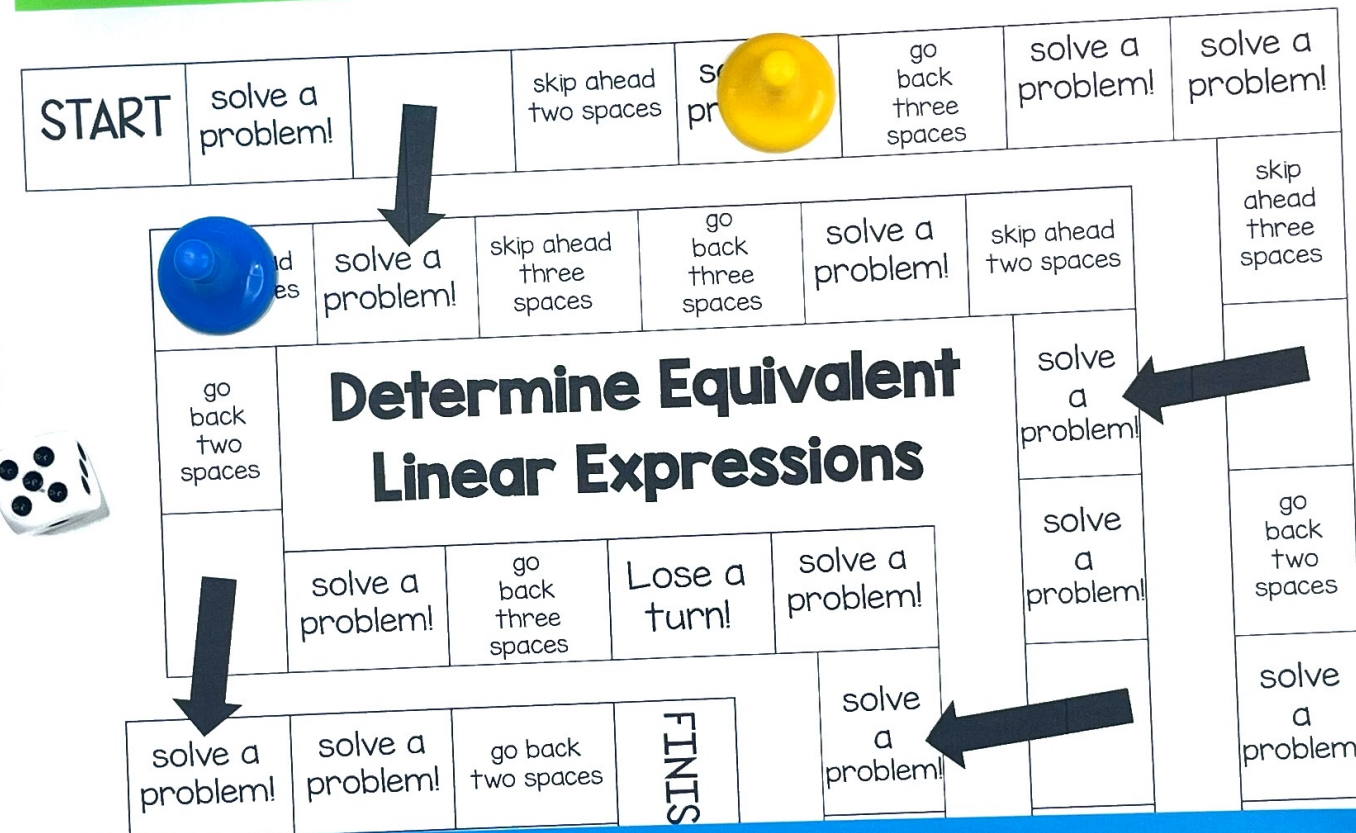 START
solve a
problem!
skip ahead
two spaces
go
back
three
spaces
solve a
problem!
solve a
problem!
skip
ahead
three
spaces
go
back
two
spaces
solve
a
problem
solve a
problem!
skip ahead
three
spaces
go
back
three
spaces
solve a
problem!
skip ahead
two spaces
solve
a
problem!
solve
a
problem!
go
back
two
spaces
Determine Equivalent
Linear Expressions
solve a
problem!
go
back
three
spaces
Lose a
turn!
solve a
problem!
solve
a
problem!
solve a
problem!
solve a
problem!
go back
two spaces
FINIS